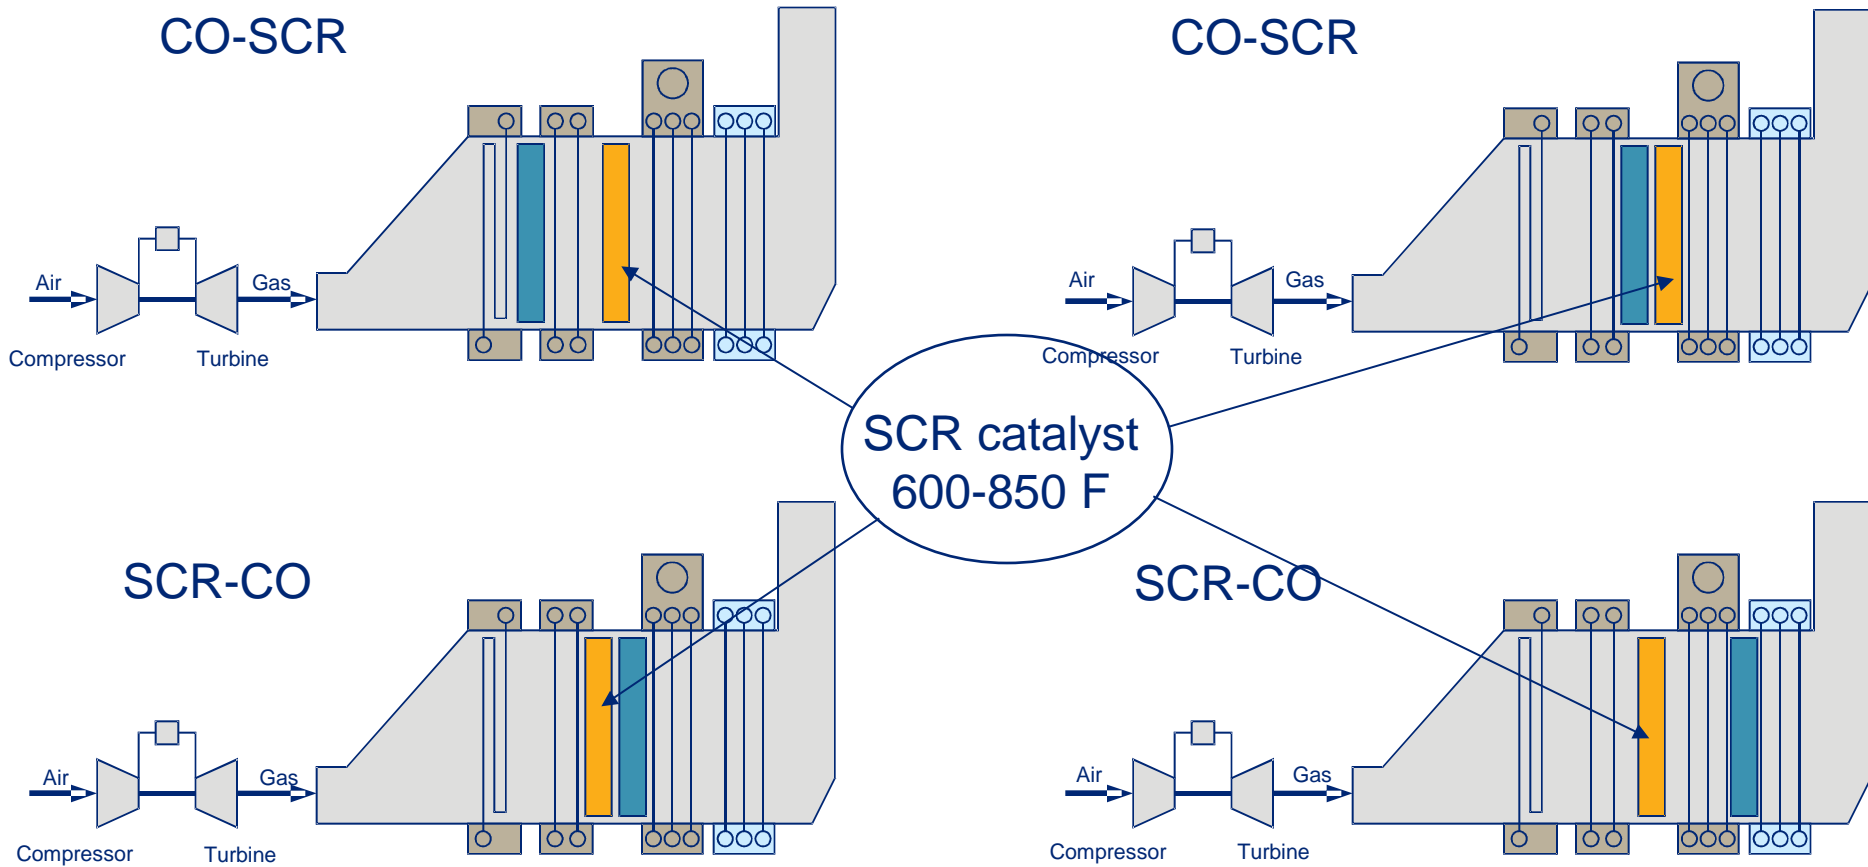 CO-SCR
CO-SCR
Air
Gas
Compressor
Turbine
Air
Gas
Compressor
Turbine
SCR catalyst
600-850 F
SCR-CO
SCR-CO
Air
Gas
Compressor
Turbine
Air
Gas
Compressor
Turbine